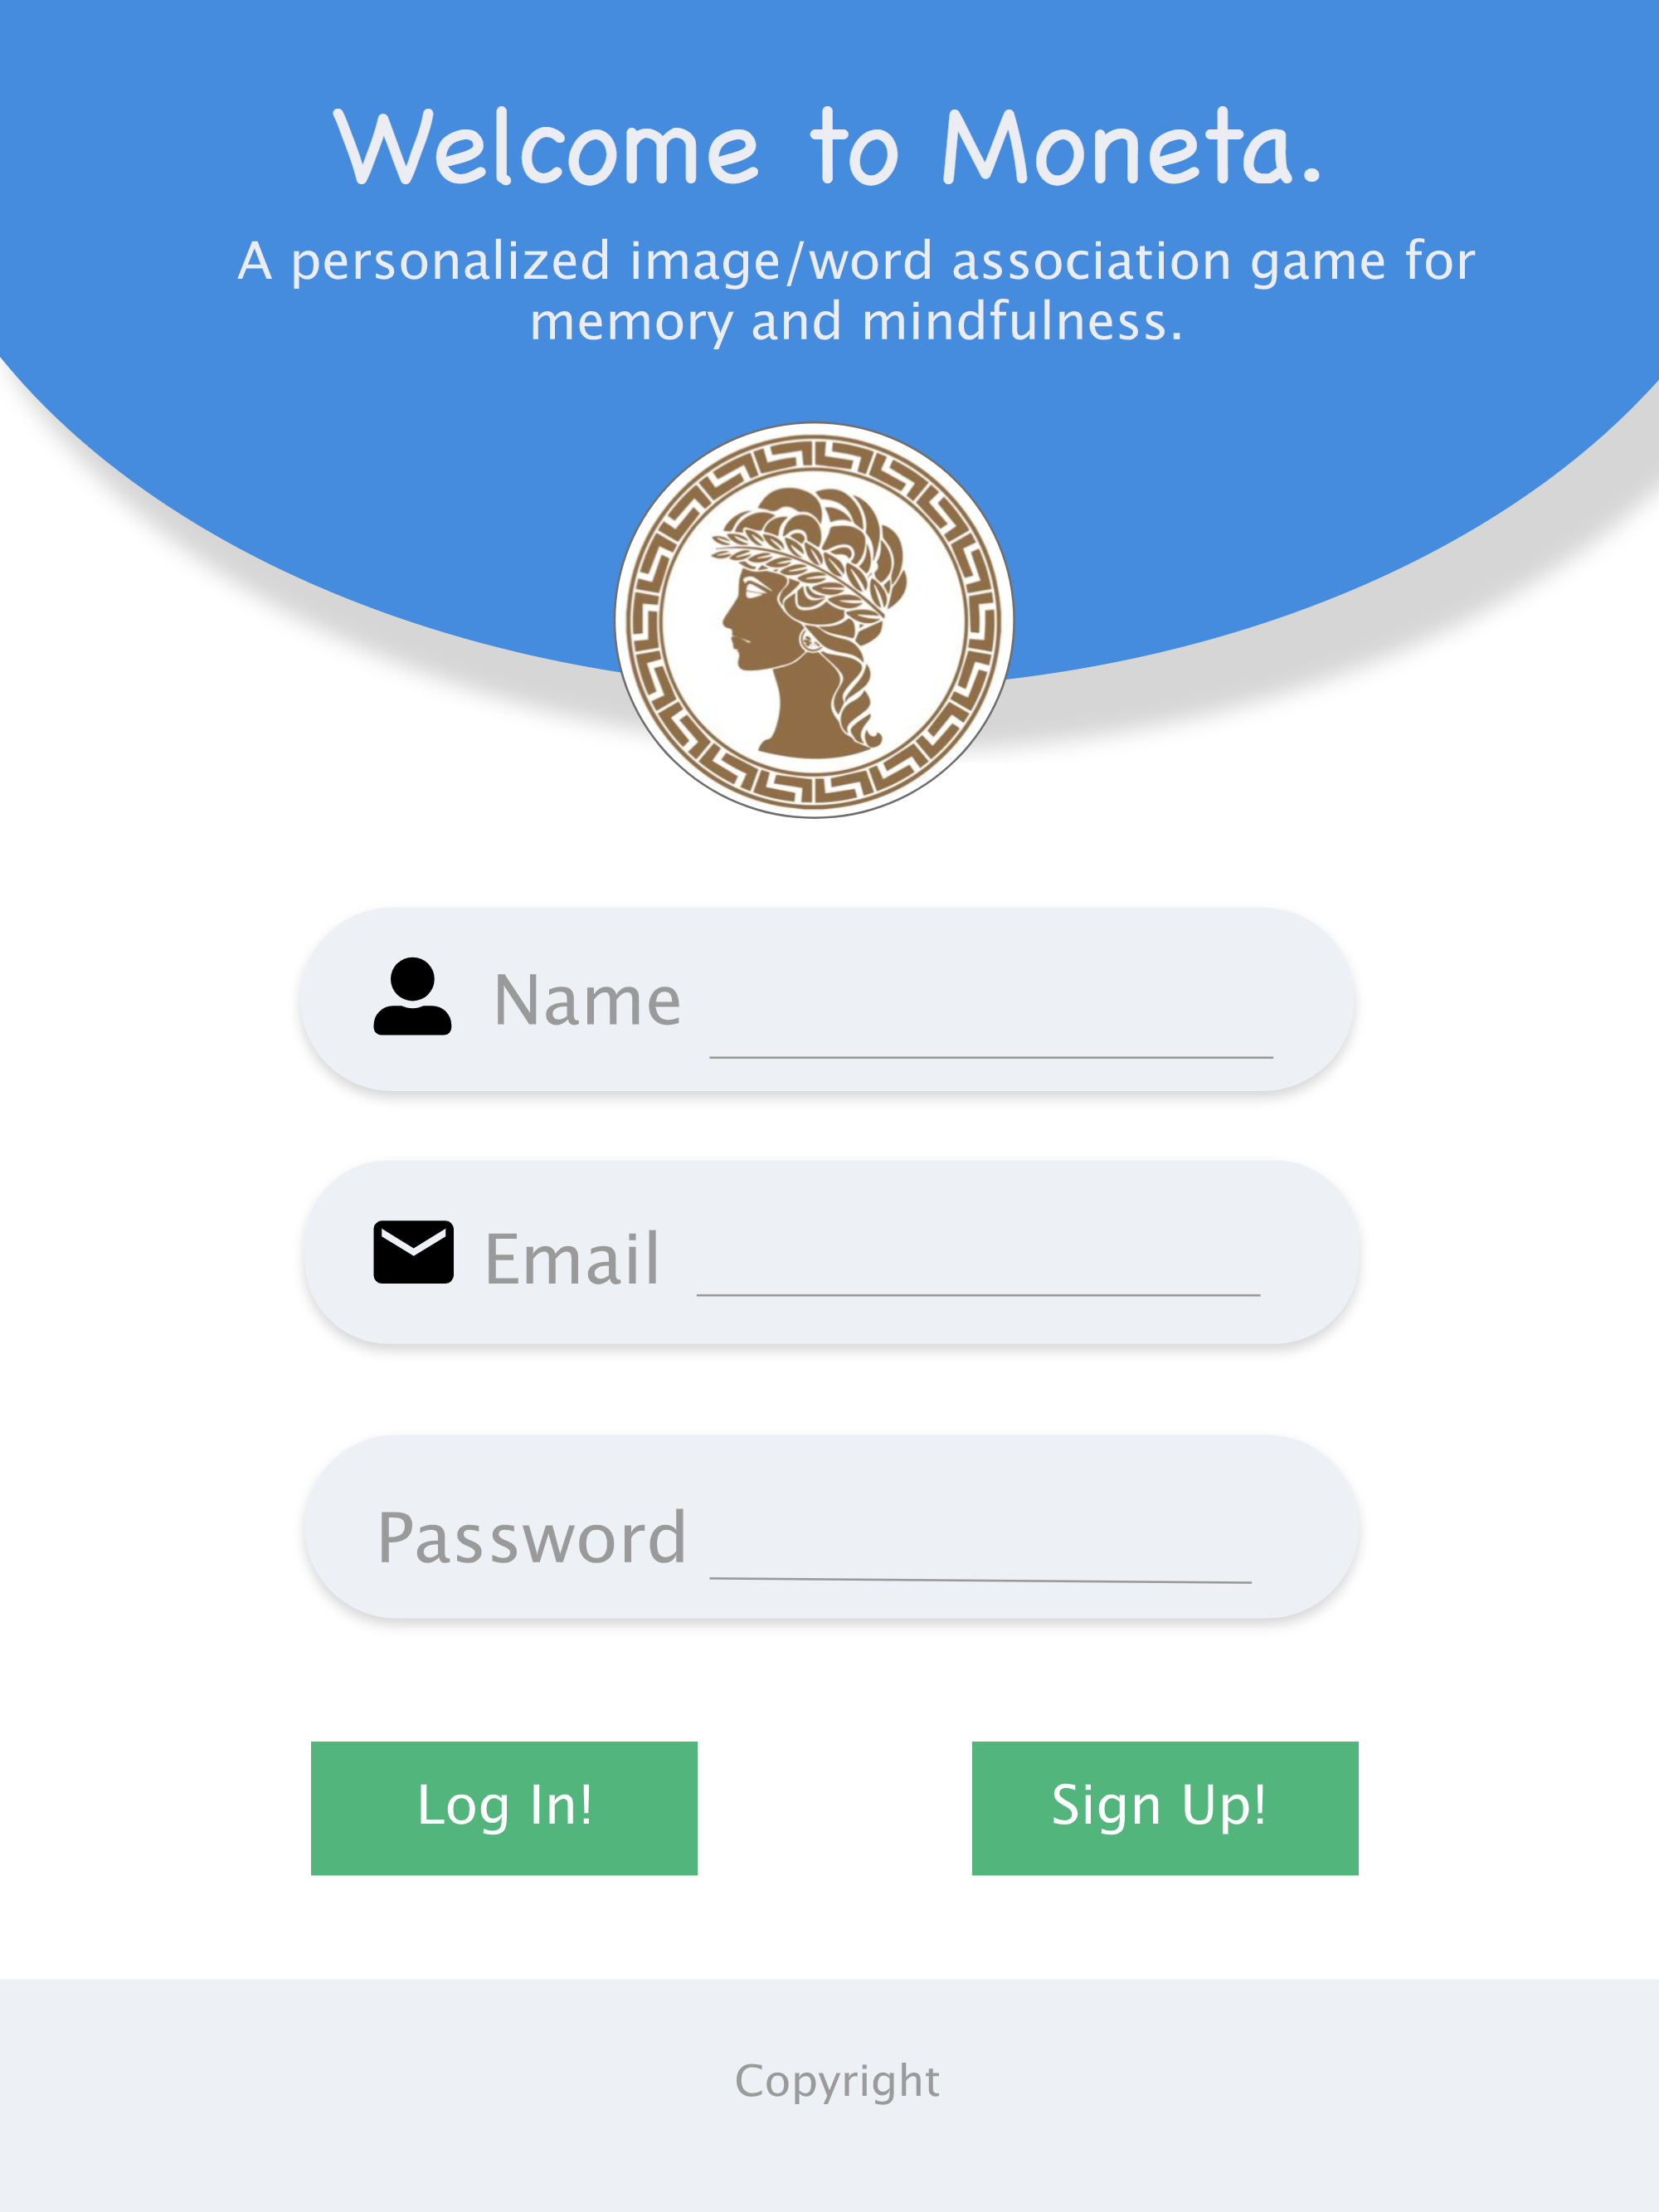 Welcome to Moneta.
A personalized image/word association game for
memory and mindfulness.
Name
Email
Password
Log In!
Sign Up!
Copyright